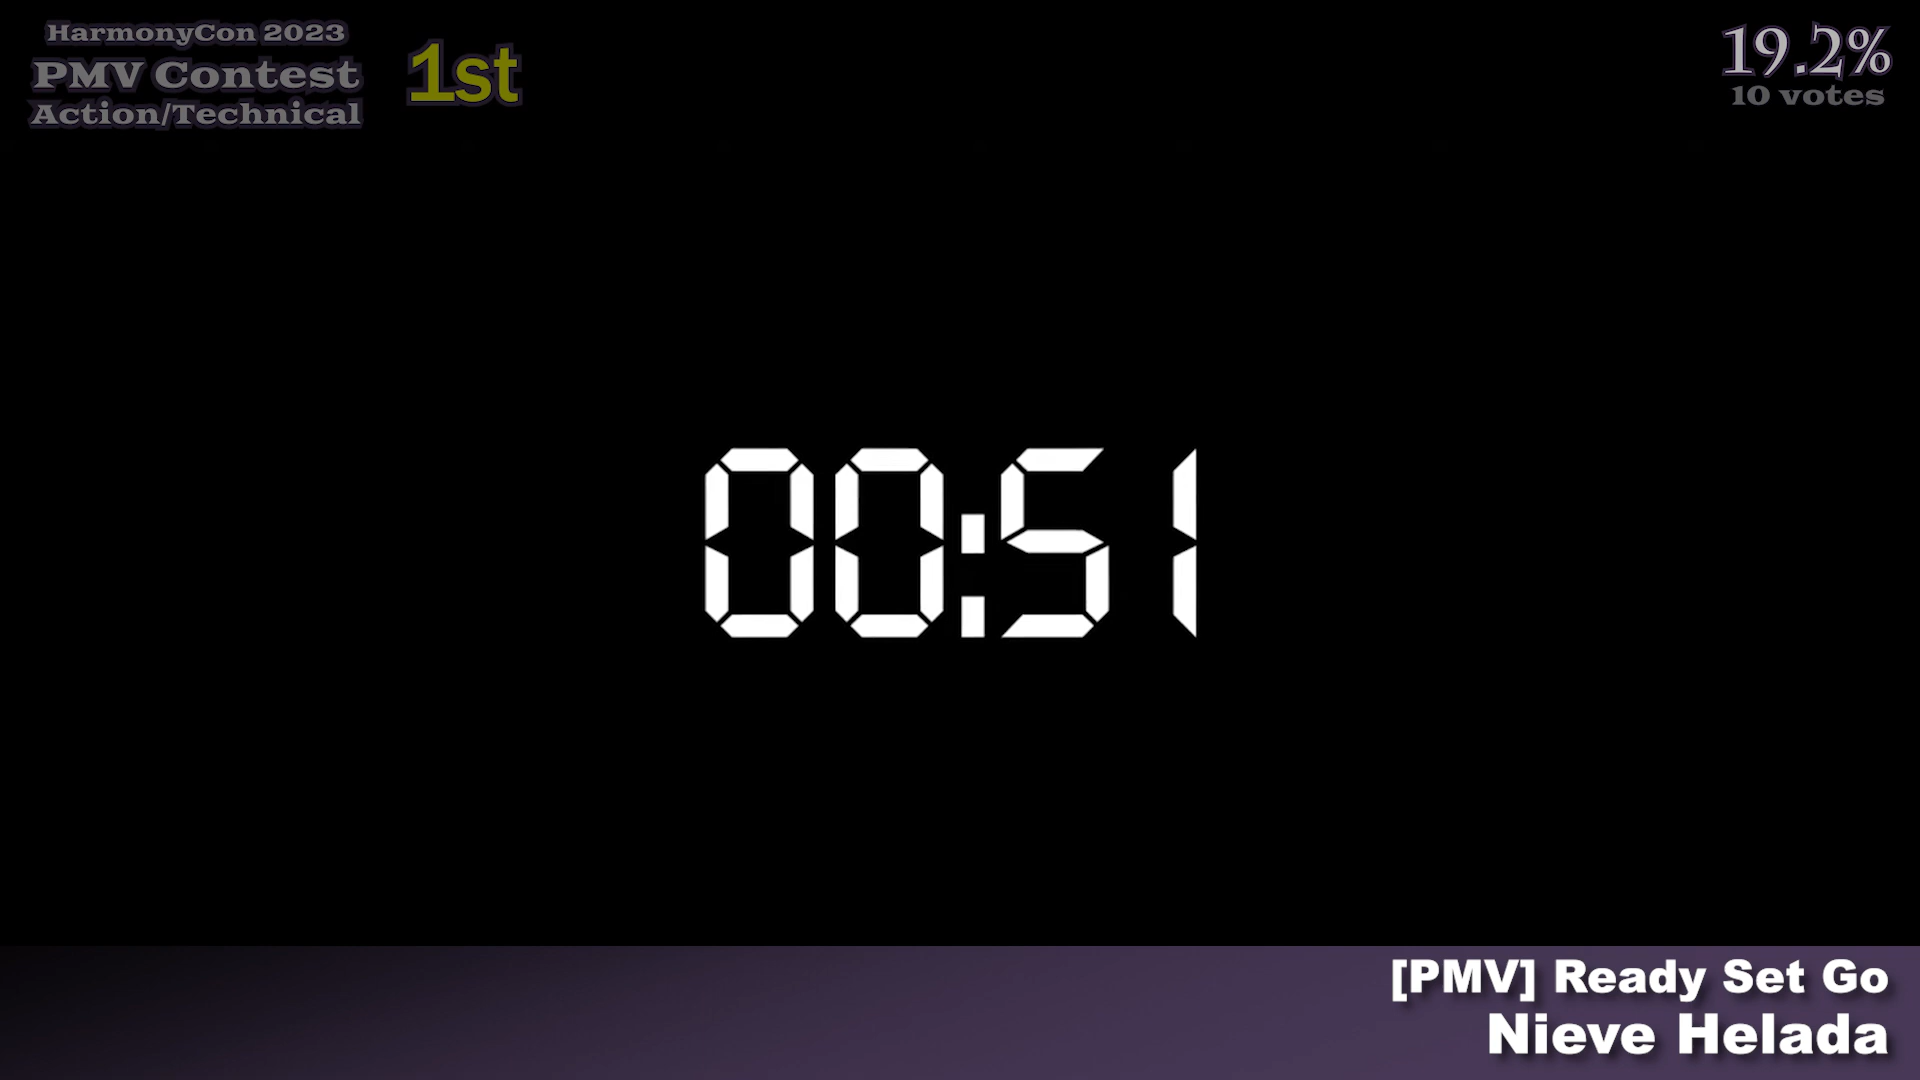 HarmonyCon 2023
PMV Contest
Action/Technical
1st
19.2%
10 votes
00:51
[PMV] Ready Set Go
Nieve Helada